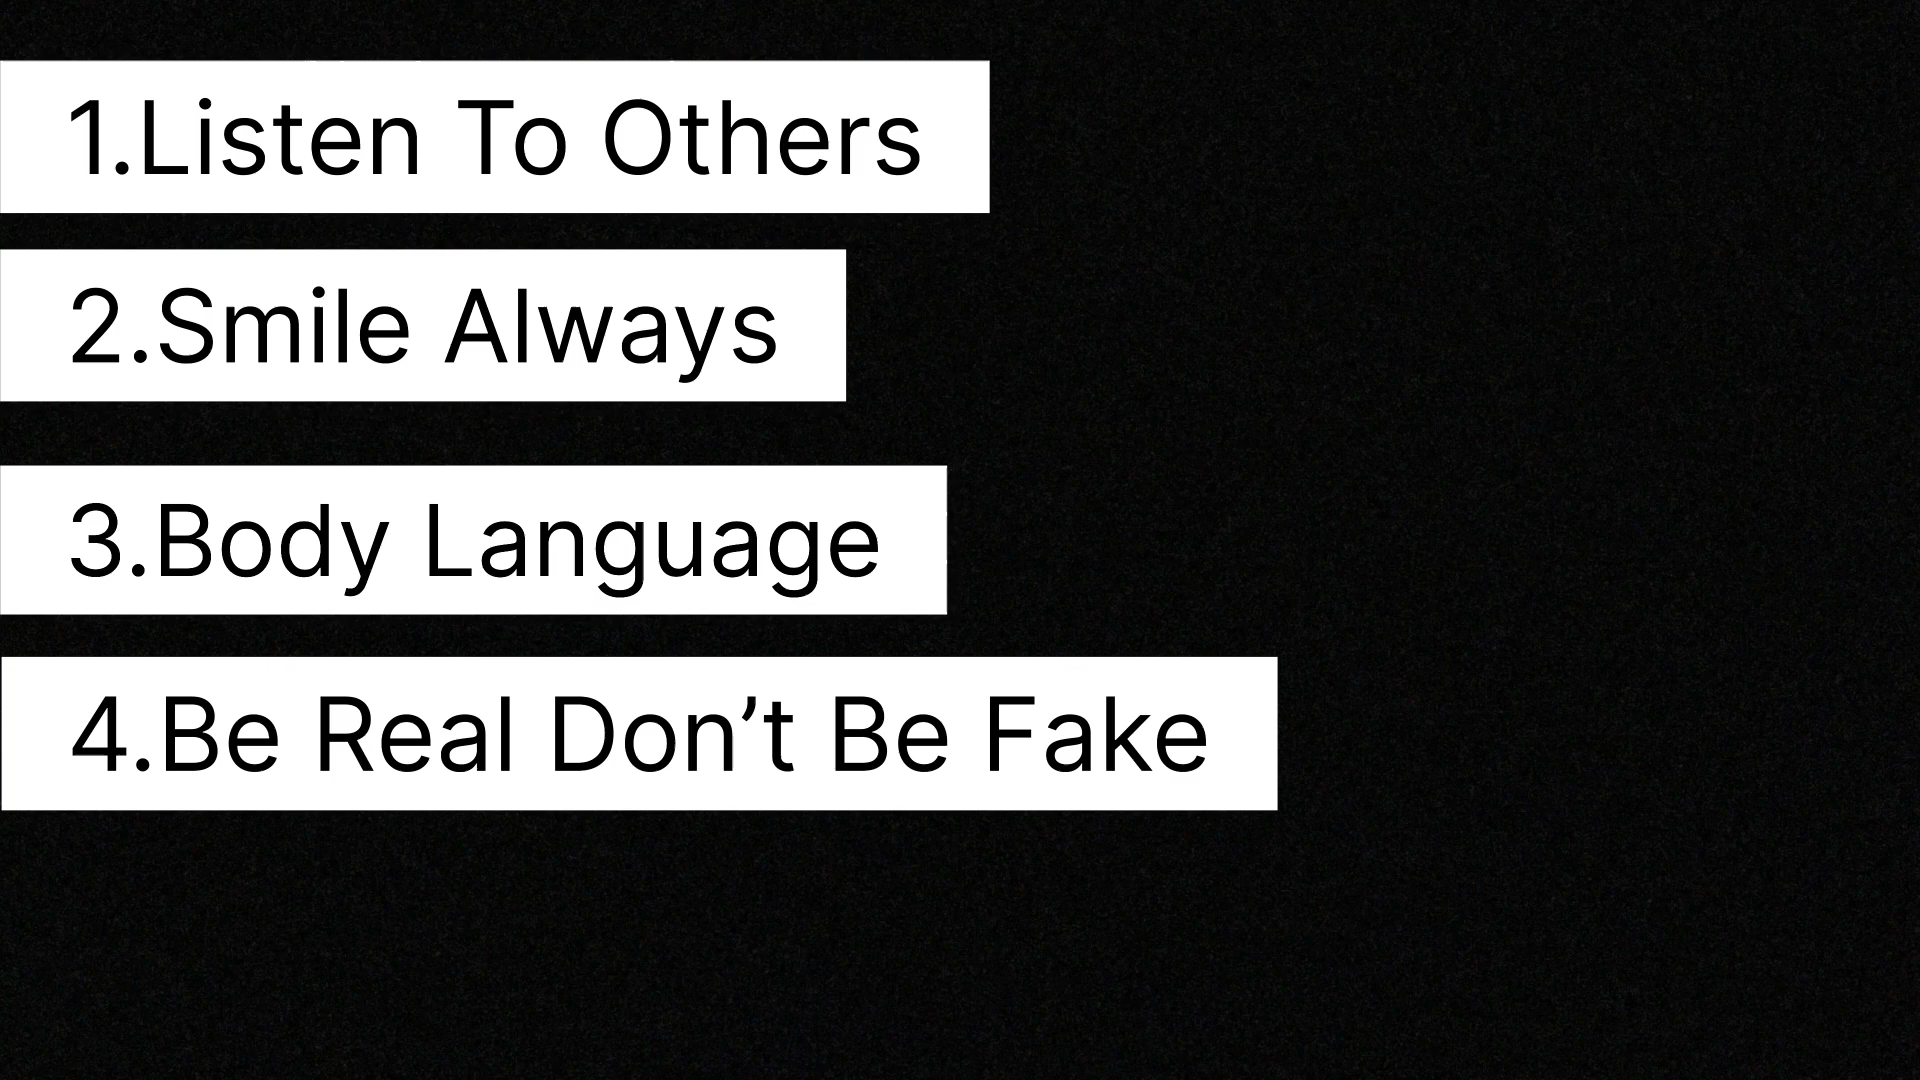 1.Listen To Others
2.Smile Always
3.Body Language
4.Be Real Don’t Be Fake